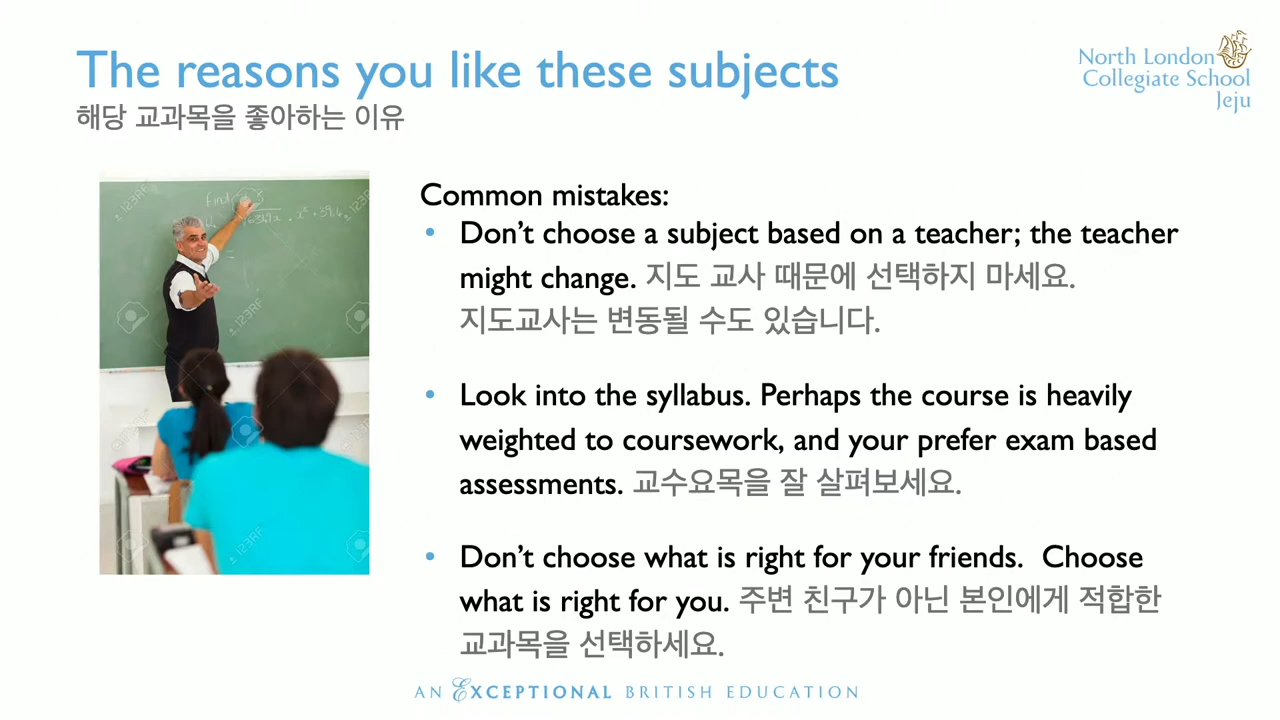 The reasons you like these subjects
해당 교과목을 좋아하는 이유
North London
Collegiate School
Jeju
Common mistakes:
• Don't choose a subject based on a teacher; the teacher
might change. 지도 교사 때문에 선택하지 마세요.
지도교사는 변동될 수도 있습니다.
• Look into the syllabus. Perhaps the course is heavily
weighted to coursework, and your prefer exam based
assessments. 교수요목을 잘 살펴보세요.
• Don't choose what is right for your friends.  Choose
what is right for you. 주변 친구가 아닌 본인에게 적합한
교과목을 선택하세요.
AN EXCEPTIONAL BRITISH EDUCATION